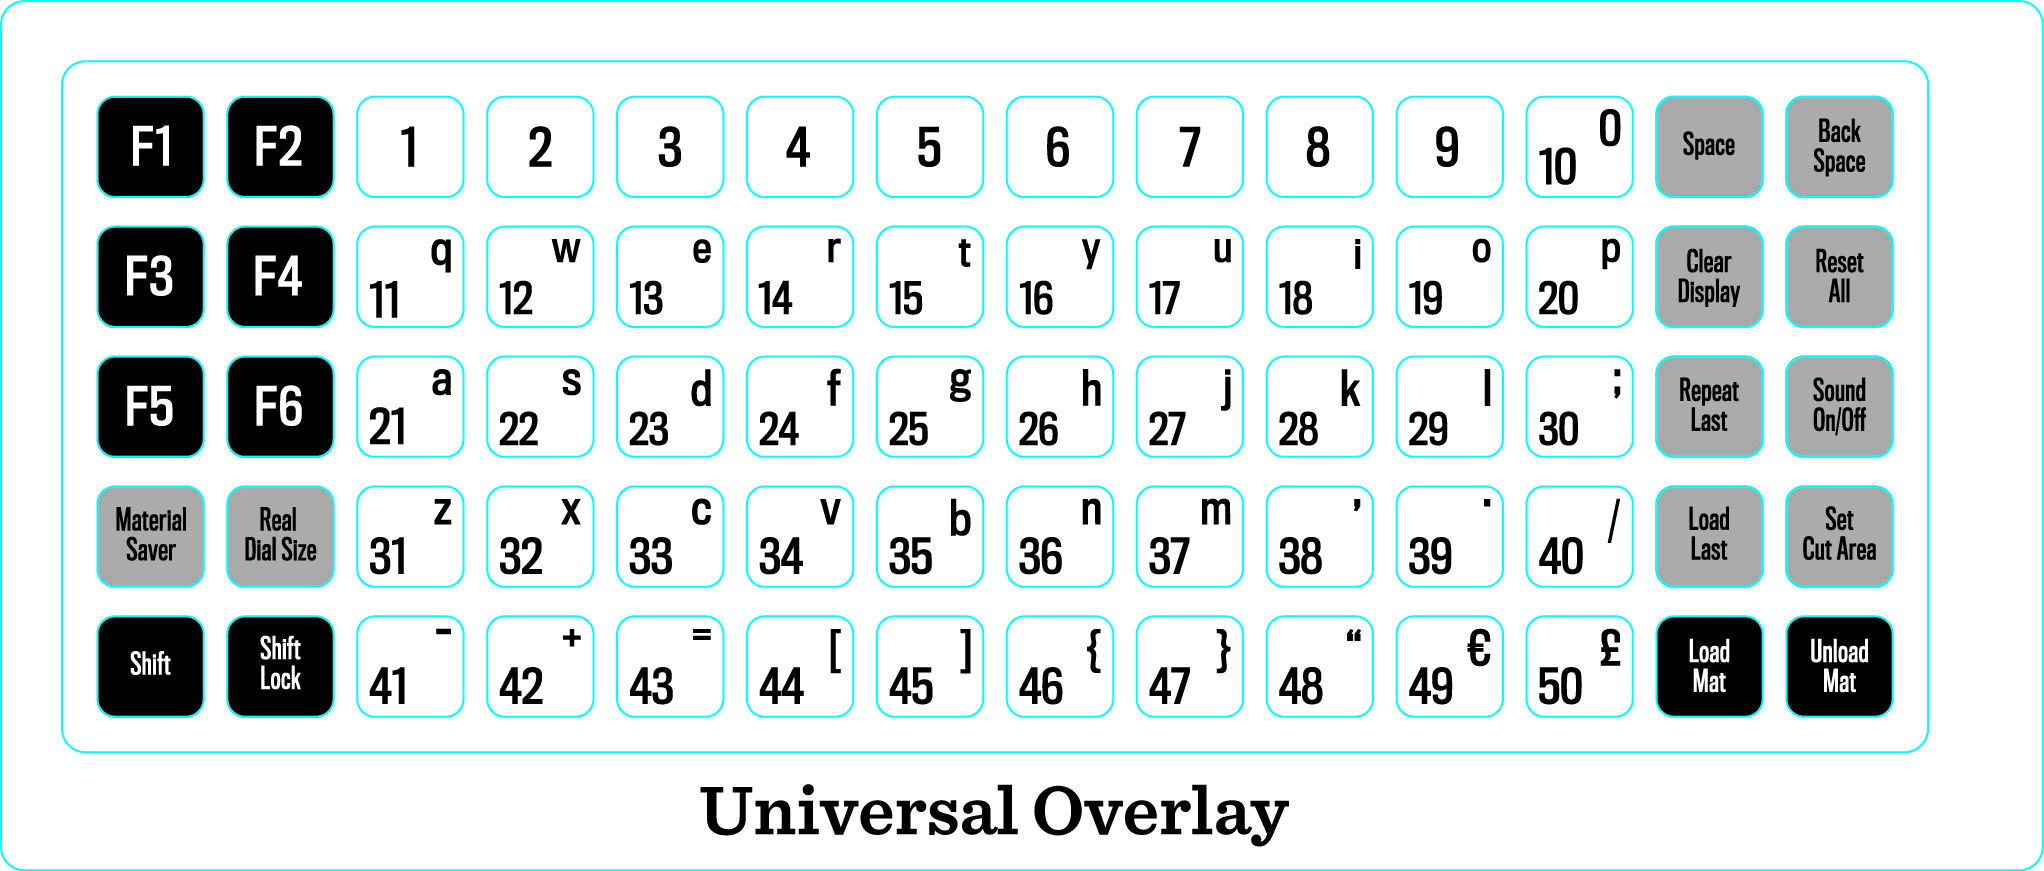 F1 F2 1 2 3 4 5 6 7 8 9 10 0 Space Back Space
F3 F4 11 q 12 w 13 e 14 r 15 t 16 y 17 u 18 i 19 o 20 p Clear Display Reset All
F5 F6 21 a 22 s 23 d 24 f 25 g 26 h 27 j 28 k 29 l 30 ; Repeat Last Sound On/Off
Material Saver Real Dial Size 31 z 32 x 33 c 34 v 35 b 36 n 37 m 38 ’ 39 . 40 / Load Last Set Cut Area
Shift Shift Lock 41 - 42 + 43 = 44 [ 45 ] 46 { 47 } 48 “ 49 € 50 £ Load Mat Unload Mat
Universal Overlay